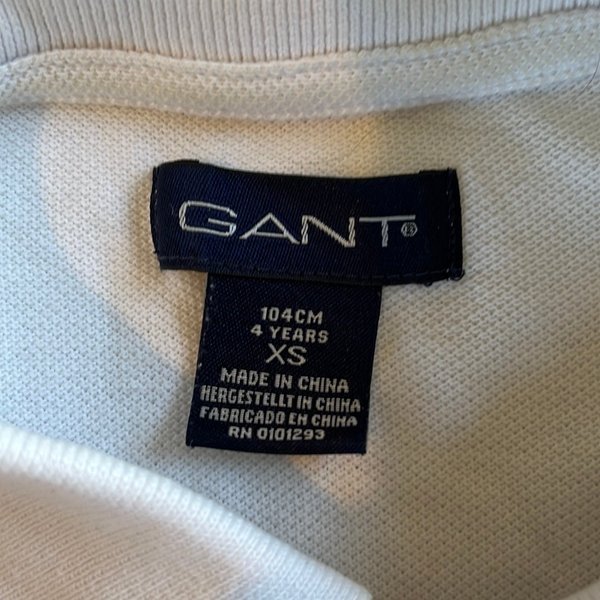 GANT®
104CM
4 YEARS
XS
MADE IN CHINA
HERGESTELLT IN CHINA
FABRICADO EN CHINA
RN 0101293